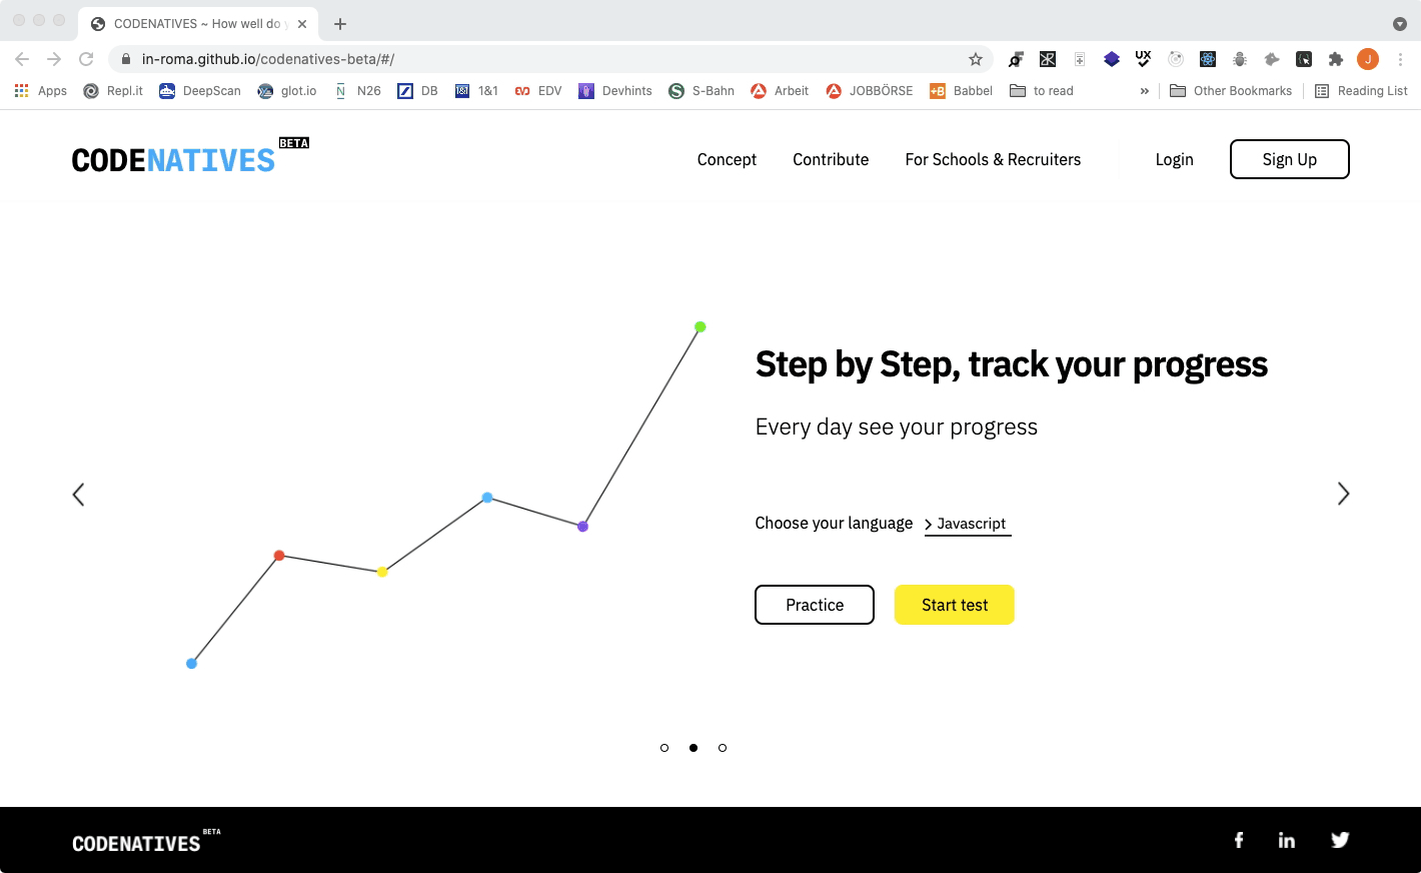 CODENATIVES ~ How well do y
in-roma.github.io/codenatives-beta/#/
J
Apps Repl.it DeepScan glot.io N26 DB 1&1 EDV Devhints S-Bahn Arbeit JOBBÖRSE Babbel to read » Other Bookmarks Reading List
CODENATIVES BETA
Concept Contribute For Schools & Recruiters Login Sign Up
Step by Step, track your progress
Every day see your progress
Choose your language Javascript
Practice Start test
CODENATIVES BETA